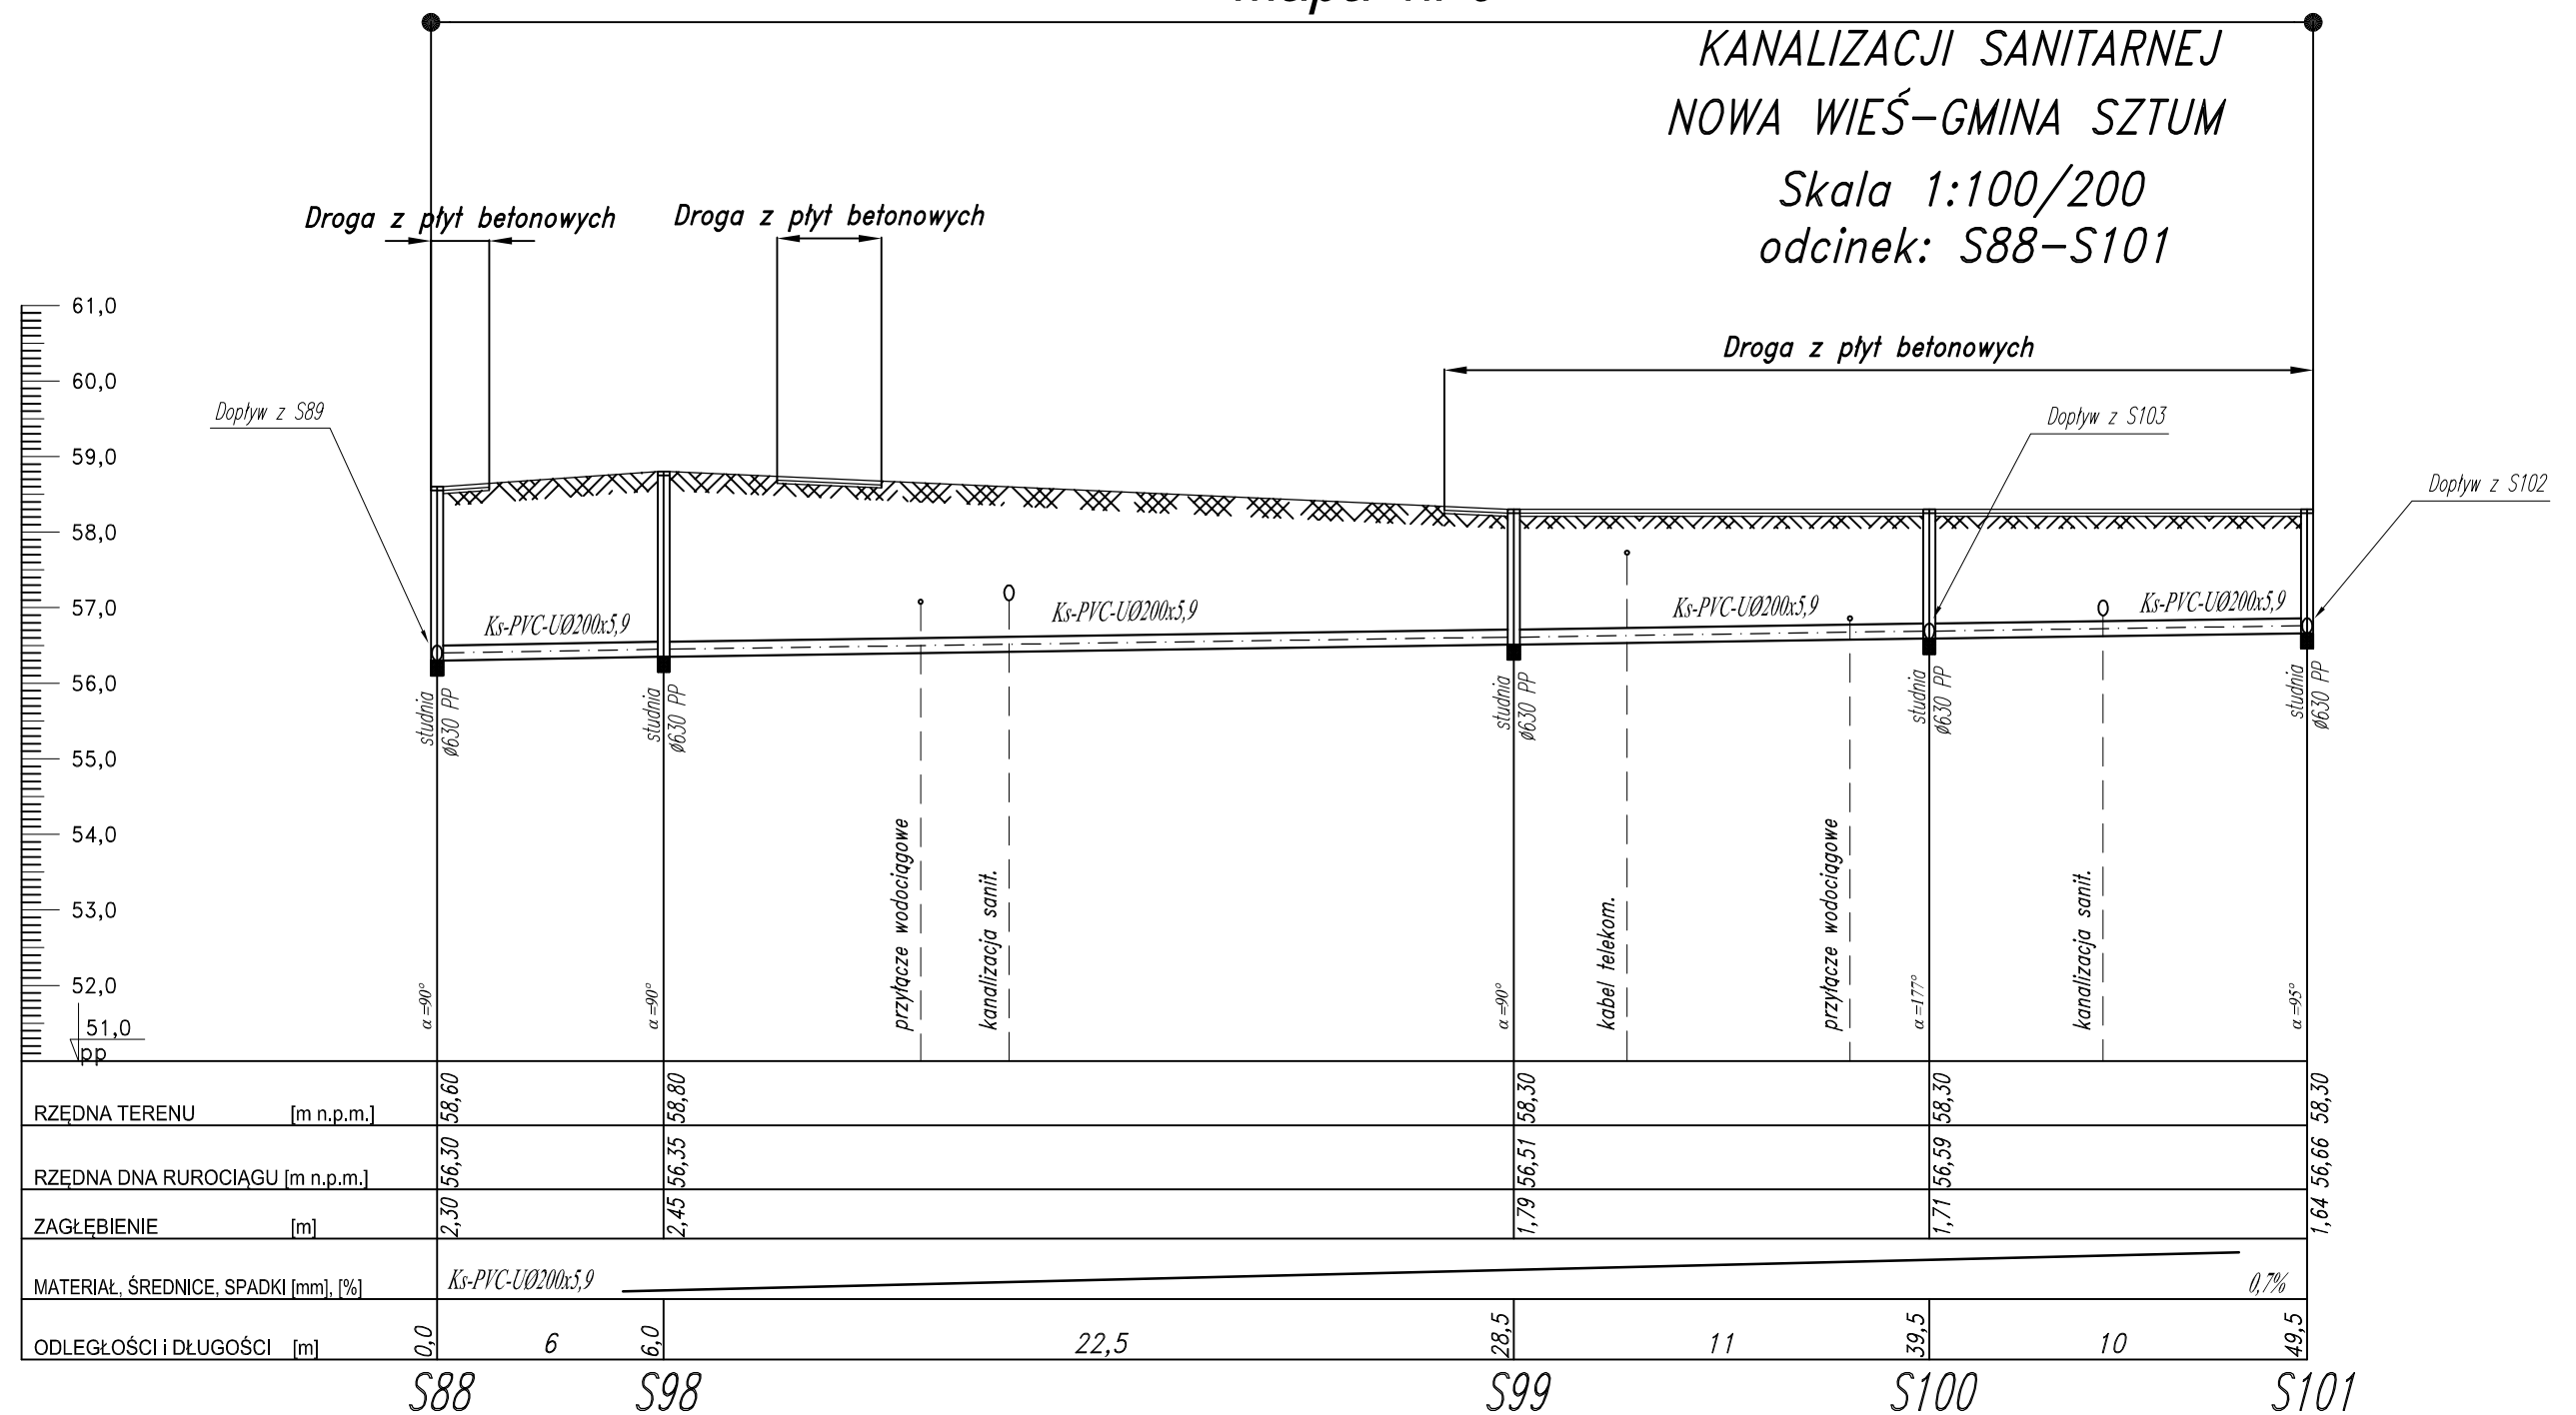 KANALIZACJI SANITARNEJ
NOWA WIEŚ-GMINA SZTUM
Skala 1:100/200
odcinek: S88-S101
Droga z płyt betonowych
Droga z płyt betonowych
Droga z płyt betonowych
61,0
60,0
59,0
58,0
57,0
56,0
55,0
54,0
53,0
52,0
51,0
pp
Dopływ z S89
Dopływ z S103
Dopływ z S102
Ks-PVC-UØ200x5,9
Ks-PVC-UØ200x5,9
Ks-PVC-UØ200x5,9
Ks-PVC-UØ200x5,9
studnia
ø630 PP
studnia
ø630 PP
studnia
ø630 PP
studnia
ø630 PP
studnia
ø630 PP
α=90°
α=90°
przyłącze wodociągowe
kanalizacja sanit.
α=90°
kabel telekom.
przyłącze wodociągowe
α=177°
kanalizacja sanit.
α=95°
RZĘDNA TERENU [m n.p.m.] 58,60 58,80 58,30 58,30 58,30
RZĘDNA DNA RUROCIĄGU [m n.p.m.] 56,30 56,35 56,51 56,59 56,66
ZAGŁĘBIENIE [m] 2,30 2,45 1,79 1,71 1,64
MATERIAŁ, ŚREDNICE, SPADKI [mm], [%] Ks-PVC-UØ200x5,9 0,7%
ODLEGŁOŚCI i DŁUGOŚCI [m] 0,0 6 6,0 22,5 28,5 11 39,5 10 49,5
S88 S98 S99 S100 S101